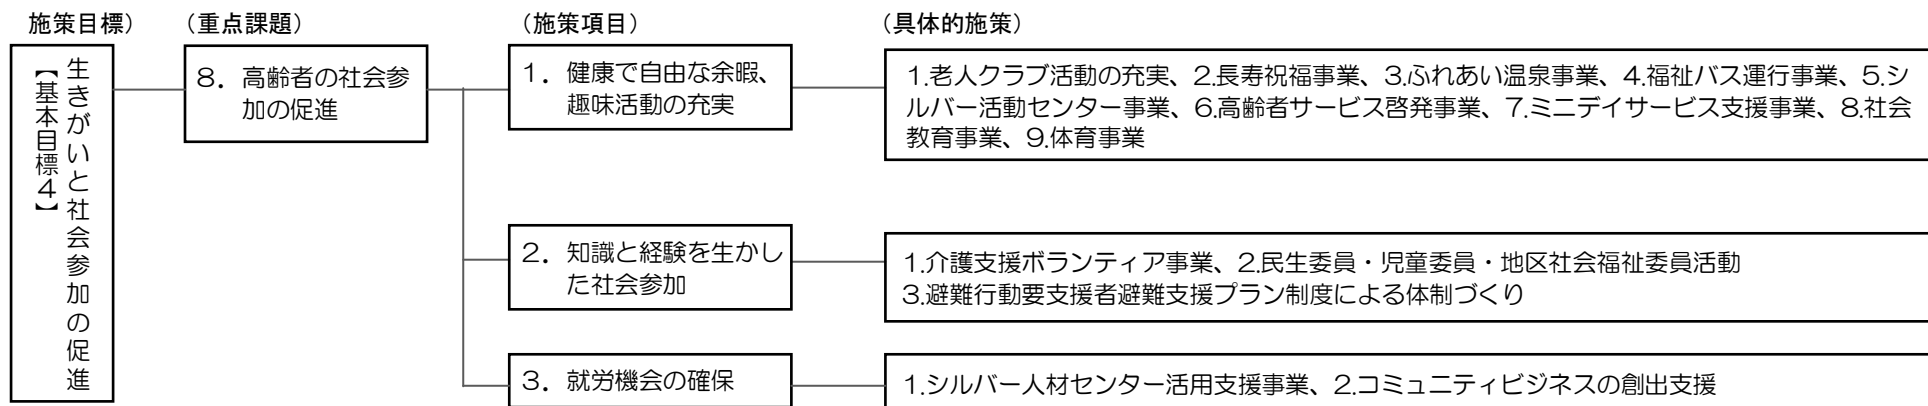 施策目標） （重点課題） （施策項目） （具体的施策）
生きがいと社会参加の促進
【基本目標４】
８．高齢者の社会参
加の促進
１．健康で自由な余暇、
趣味活動の充実
1.老人クラブ活動の充実、2.長寿祝福事業、3.ふれあい温泉事業、4.福祉バス運行事業、5.シ
ルバー活動センター事業、6.高齢者サービス啓発事業、7.ミニデイサービス支援事業、8.社会
教育事業、9.体育事業
２．知識と経験を生かし
た社会参加
1.介護支援ボランティア事業、2.民生委員・児童委員・地区社会福祉委員活動
3.避難行動要支援者避難支援プラン制度による体制づくり
３．就労機会の確保
1.シルバー人材センター活用支援事業、2.コミュニティビジネスの創出支援